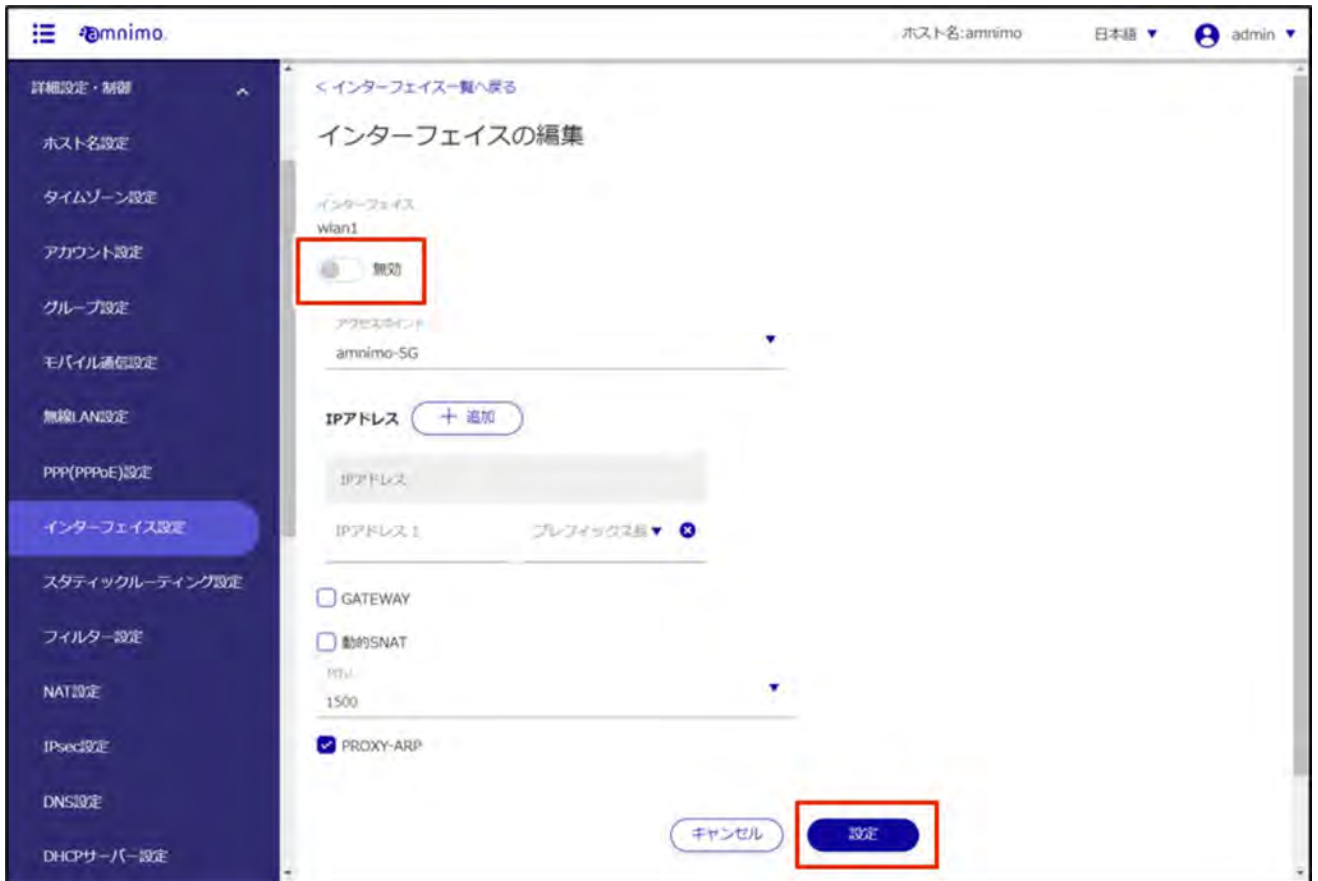 amnimo
ホスト名:amnimo
日本語
admin
詳細設定・制御
ホスト名設定
タイムゾーン設定
アカウント設定
グループ設定
モバイル通信設定
無線LAN設定
PPP(PPPoE)設定
インターフェイス設定
スタティックルーティング設定
フィルター設定
NAT設定
IPsec設定
DNS設定
DHCPサーバー設定
< インターフェイス一覧へ戻る
インターフェイスの編集
インターフェイス
wlan1
無効
アクセスポイント
amnimo-5G
IPアドレス
+ 追加
IPアドレス
IPアドレス 1
プレフィックス長
GATEWAY
動的SNAT
MTU
1500
PROXY-ARP
キャンセル
設定